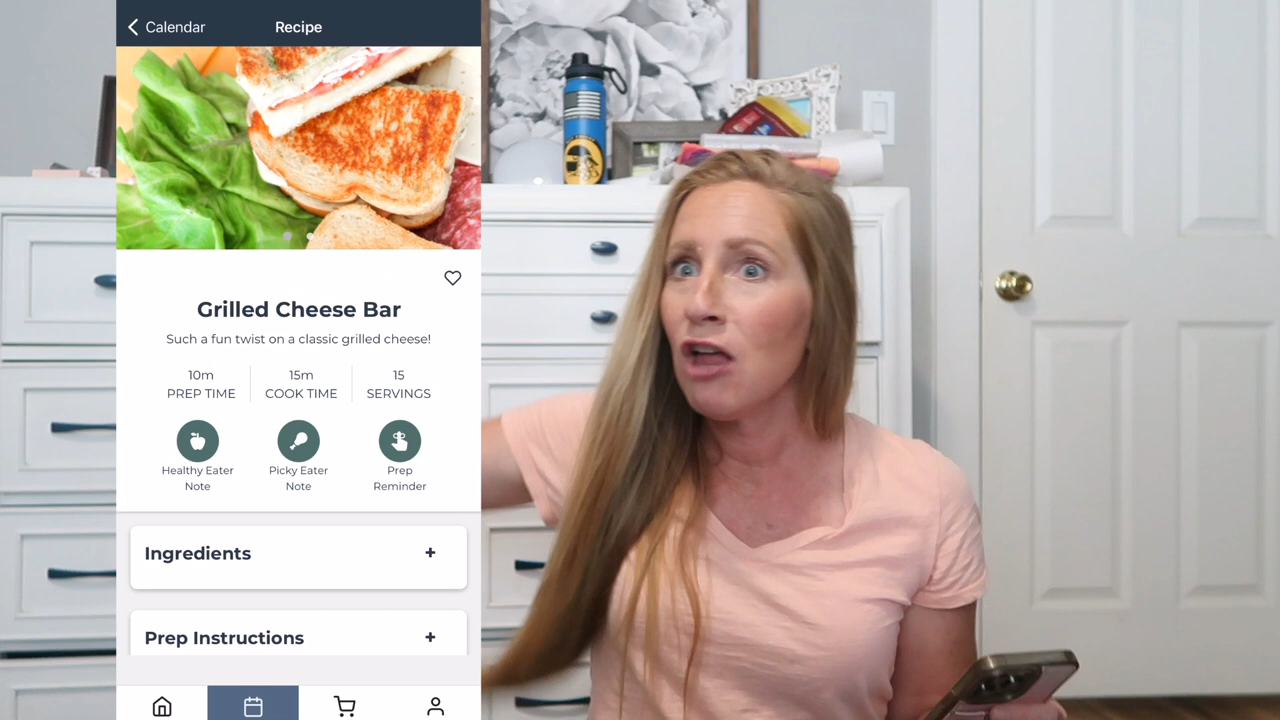 Calendar
Recipe
Grilled Cheese Bar
Such a fun twist on a classic grilled cheese!
10m
PREP TIME
15m
COOK TIME
15
SERVINGS
Healthy Eater
Note
Picky Eater
Note
Prep
Reminder
Ingredients +
Prep Instructions +